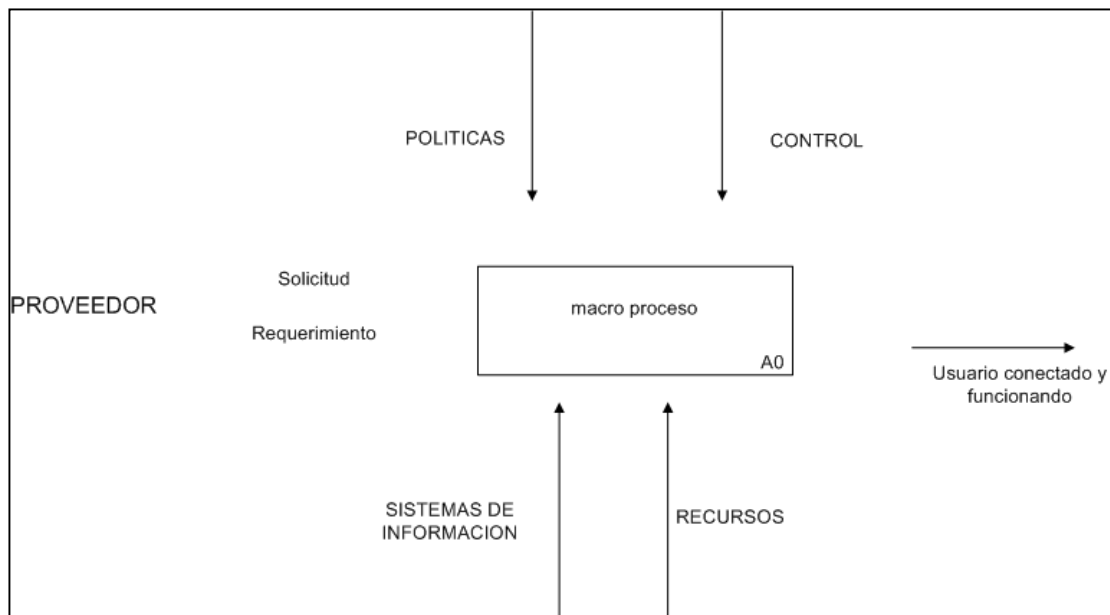 POLITICAS
CONTROL
Solicitud
PROVEEDOR
macro proceso
Requerimiento
A0
Usuario conectado y
funcionando
SISTEMAS DE
INFORMACION
RECURSOS